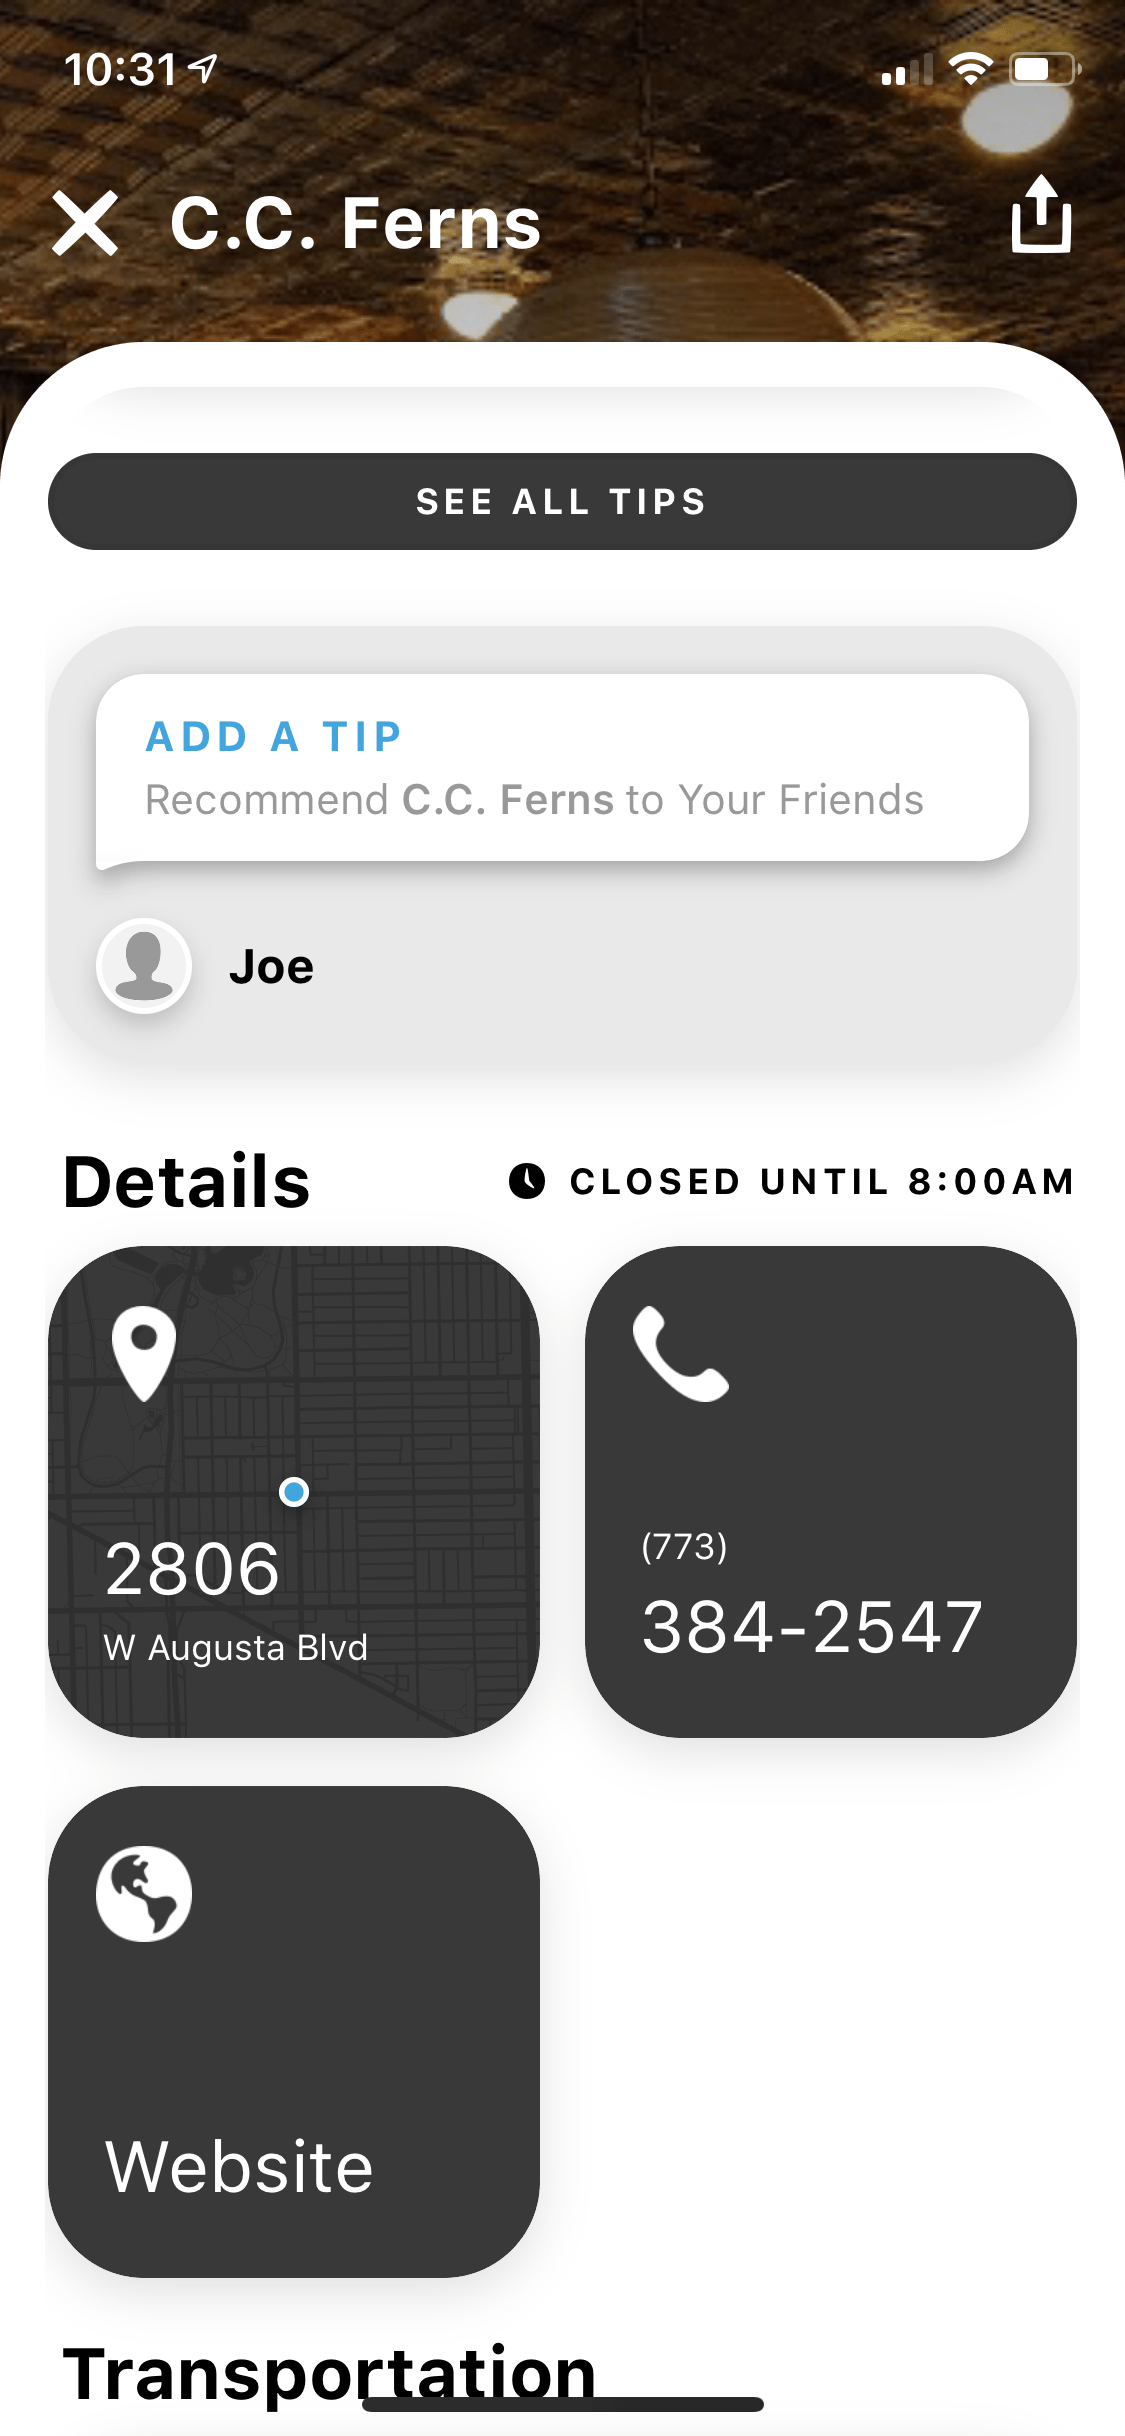 10:31
C.C. Ferns
SEE ALL TIPS
ADD A TIP
Recommend C.C. Ferns to Your Friends
Joe
Details
CLOSED UNTIL 8:00AM
2806
W Augusta Blvd
(773)
384-2547
Website
Transportation